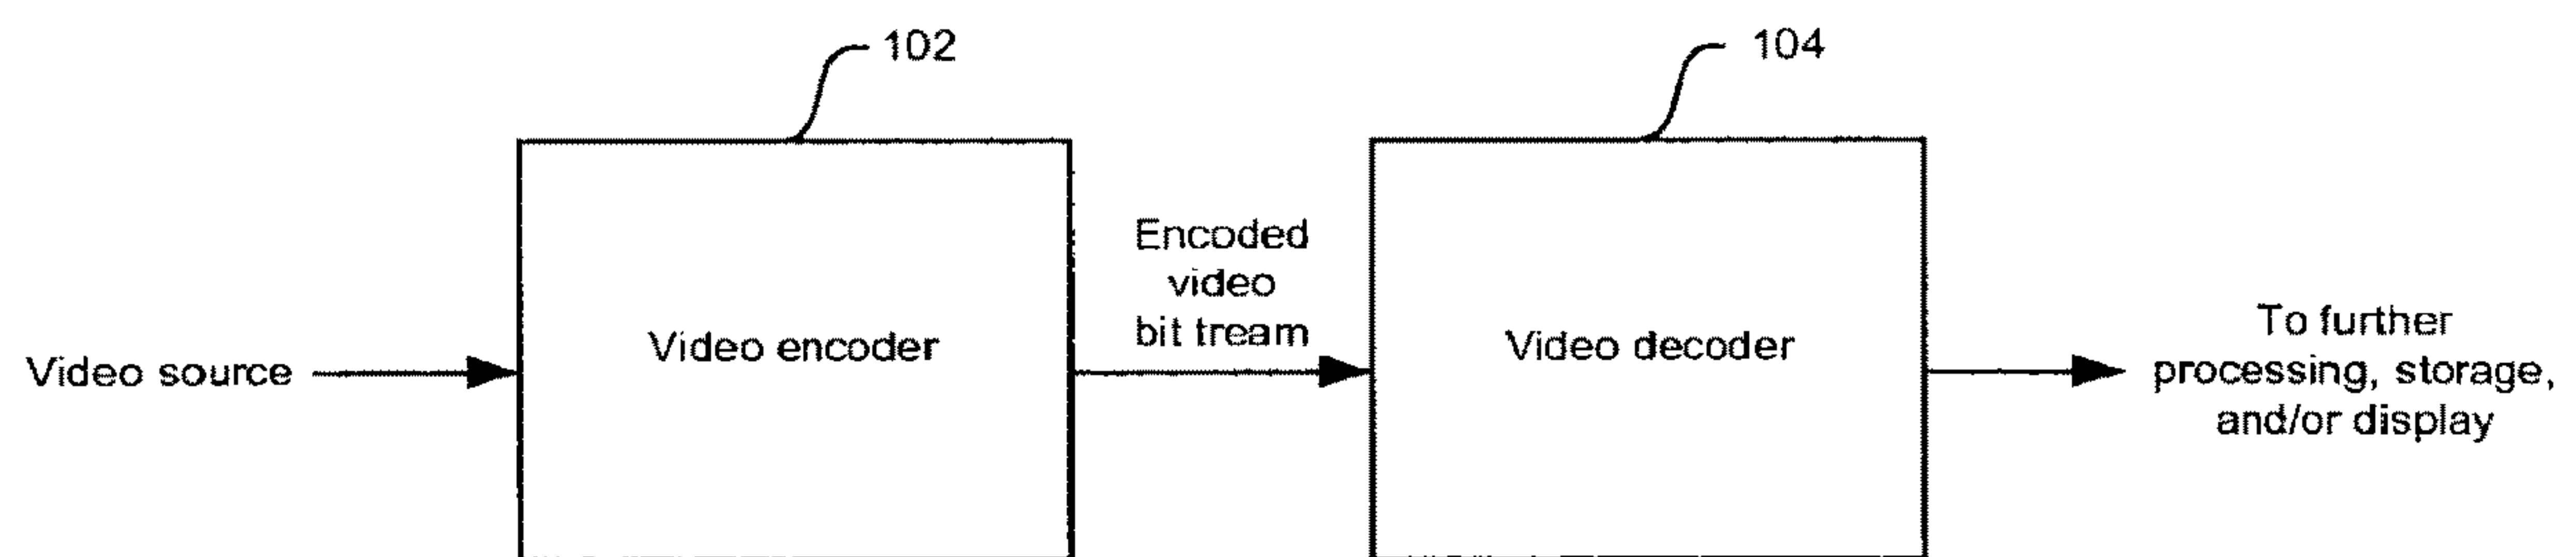 102
104
Video source
Video encoder
Encoded
video
bit tream
Video decoder
To further
processing, storage,
and/or display